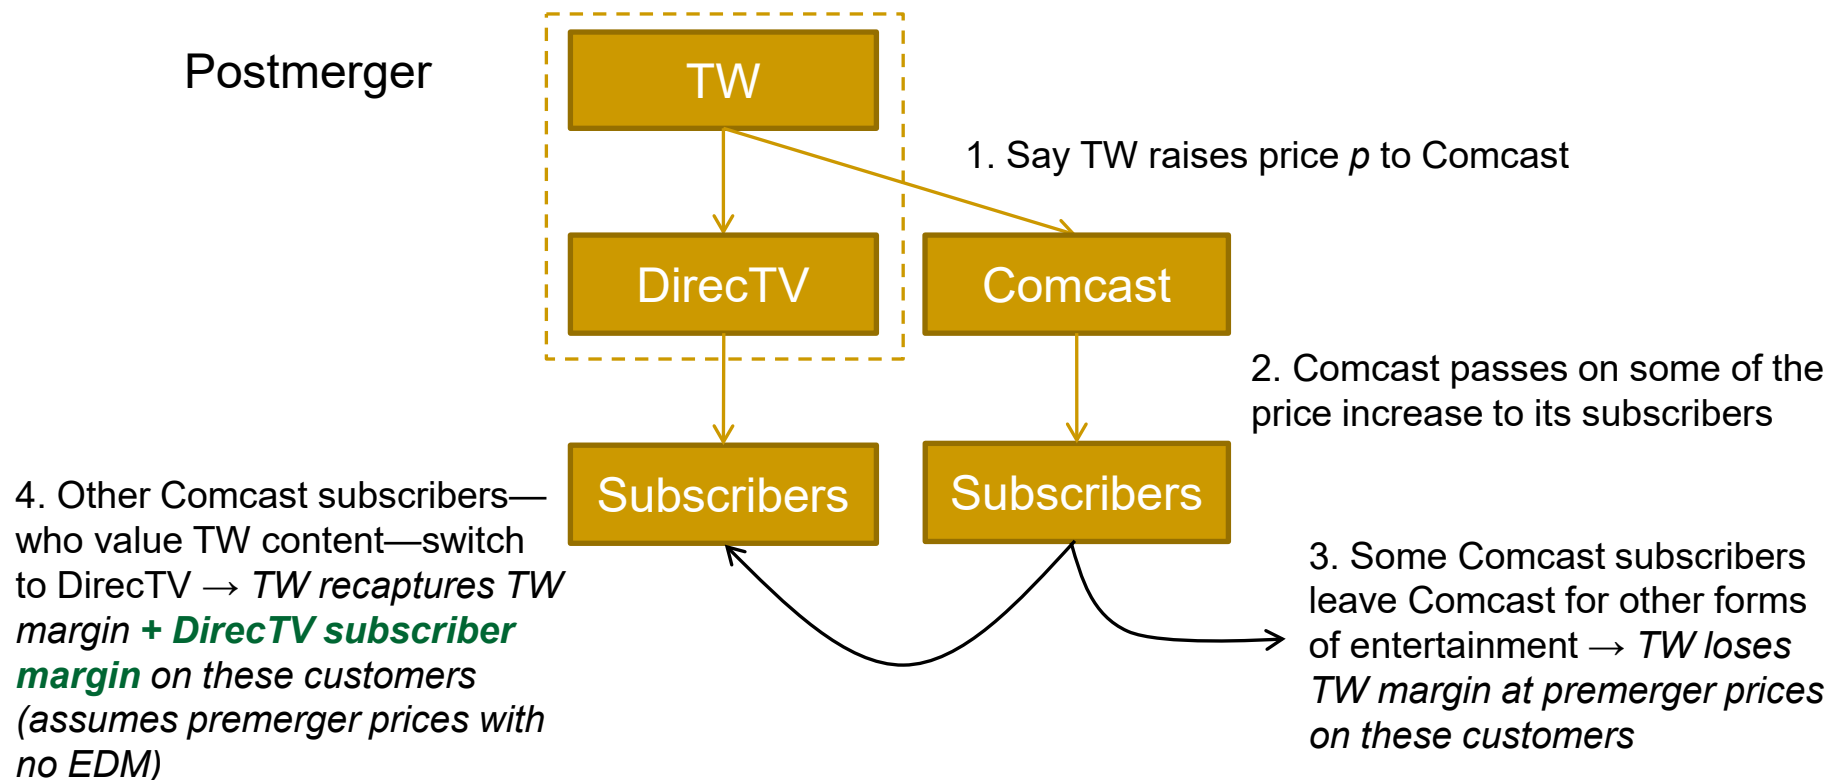 Postmerger
TW
1. Say TW raises price p to Comcast
DirecTV
Comcast
2. Comcast passes on some of the
price increase to its subscribers
Subscribers
Subscribers
4. Other Comcast subscribers—
who value TW content—switch
to DirecTV → TW recaptures TW
margin + DirecTV subscriber
margin on these customers
(assumes premerger prices with
no EDM)
3. Some Comcast subscribers
leave Comcast for other forms
of entertainment → TW loses
TW margin at premerger prices
on these customers